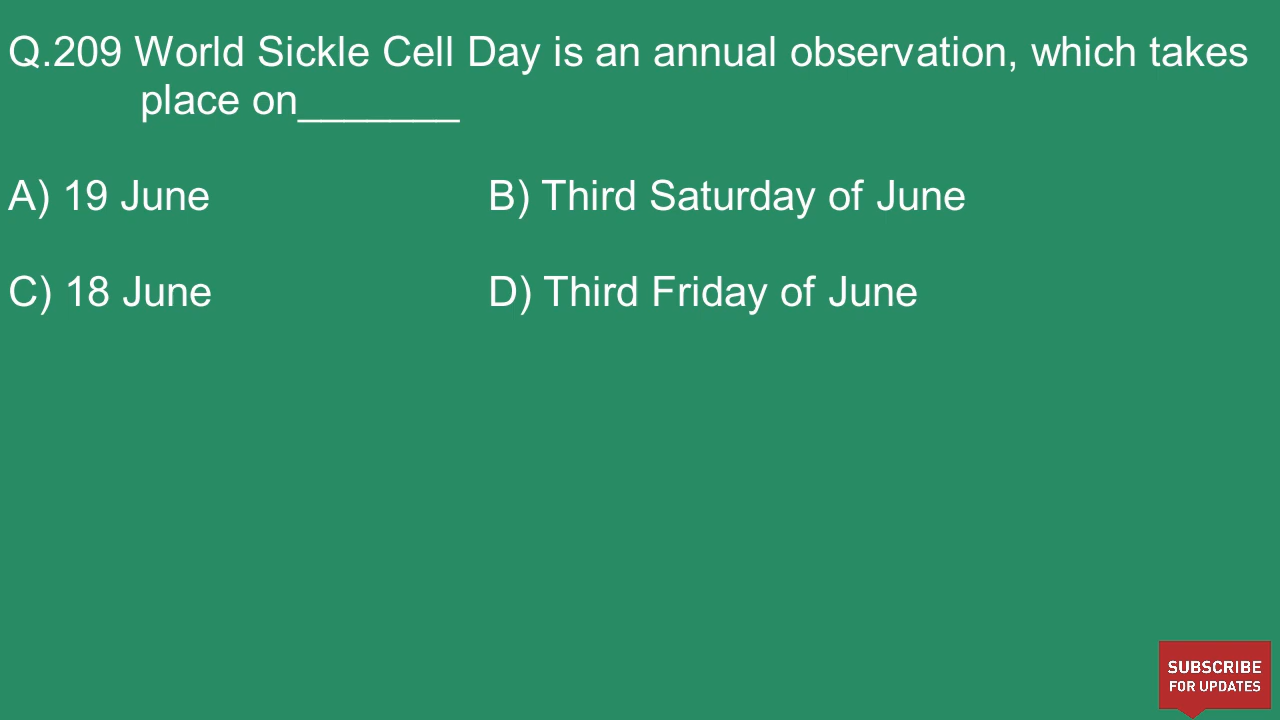 Q.209 World Sickle Cell Day is an annual observation, which takes
place on_______
A) 19 June B) Third Saturday of June
C) 18 June D) Third Friday of June
SUBSCRIBE
FOR UPDATES